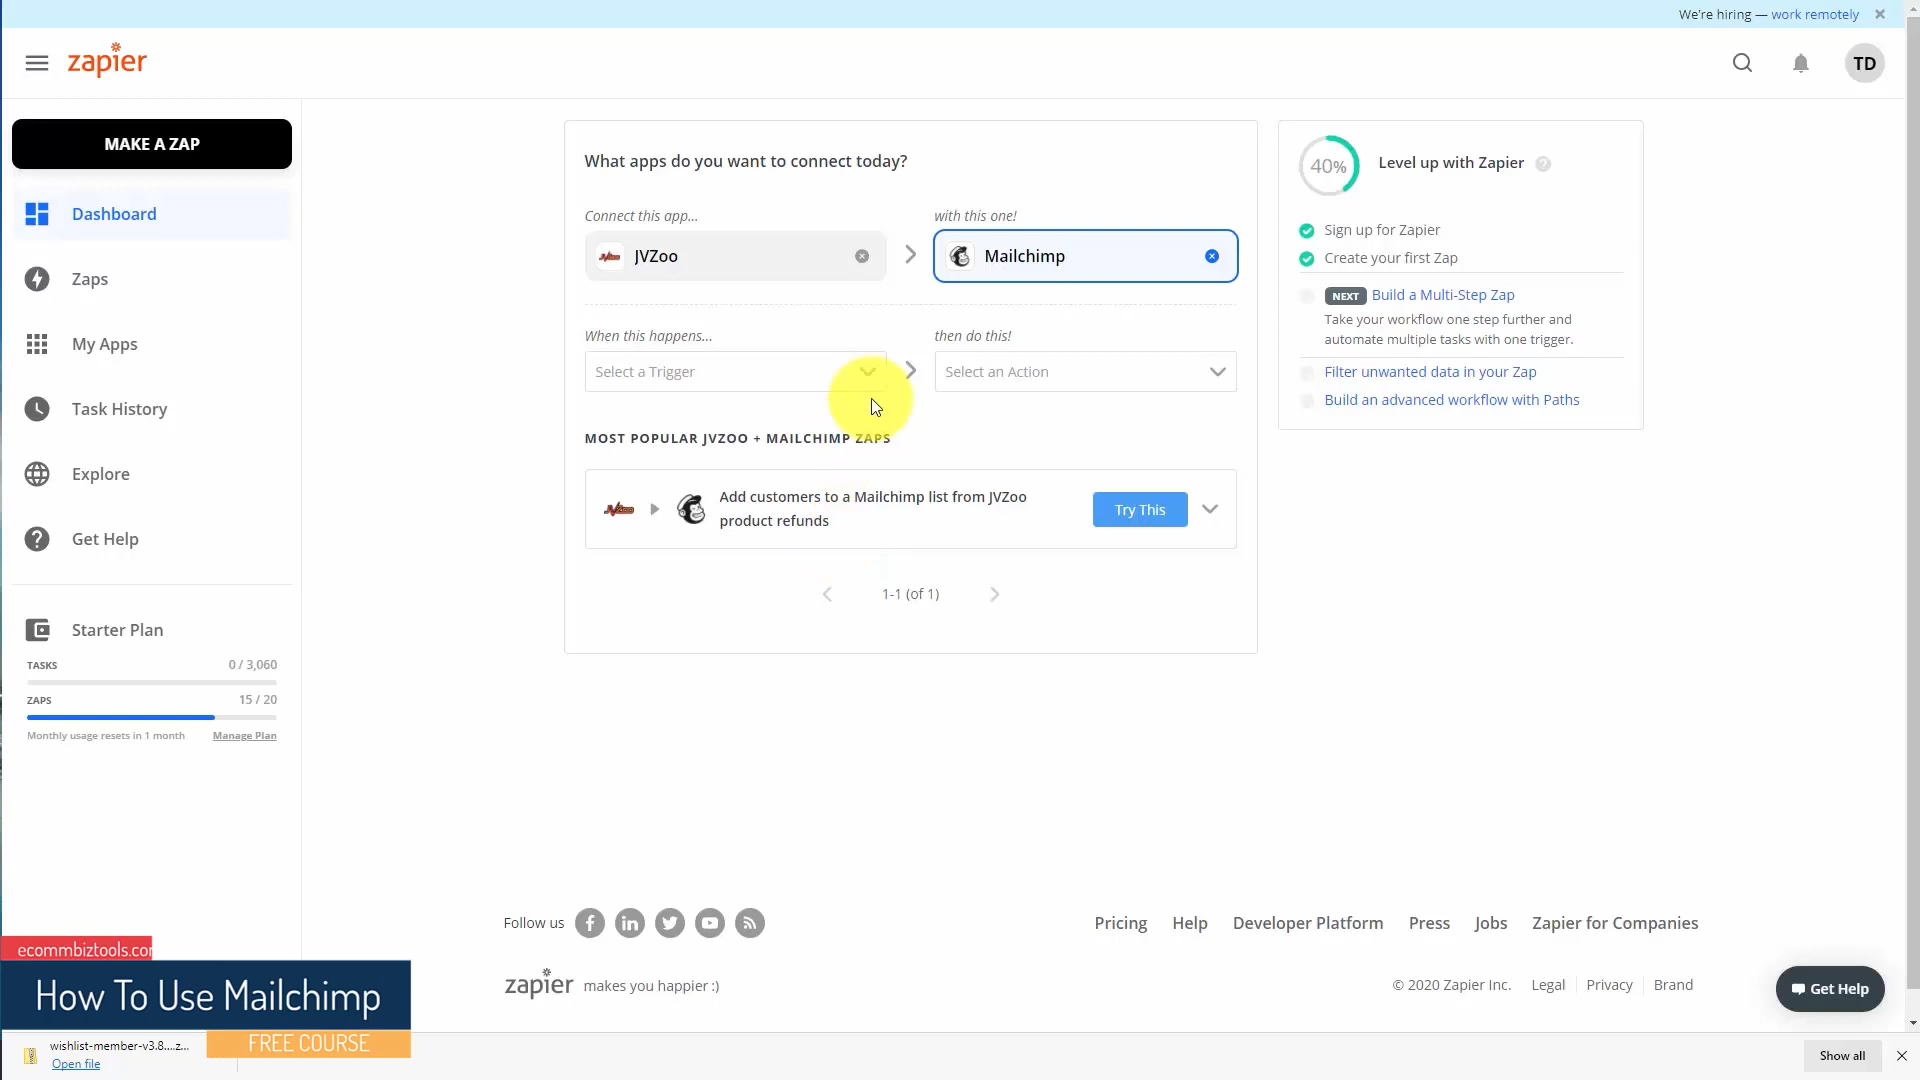 We're hiring — work remotely
zapier
TD
MAKE A ZAP
Dashboard
Zaps
My Apps
Task History
Explore
Get Help
Starter Plan
TASKS 0 / 3,060
ZAPS 15 / 20
Monthly usage resets in 1 month Manage Plan
What apps do you want to connect today?
Connect this app... with this one!
JVZoo Mailchimp
When this happens... then do this!
Select a Trigger Select an Action
MOST POPULAR JVZOO + MAILCHIMP ZAPS
JVZoo
Add customers to a Mailchimp list from JVZoo
product refunds
Try This
1-1 (of 1)
40% Level up with Zapier ?
Sign up for Zapier
Create your first Zap
NEXT Build a Multi-Step Zap
Take your workflow one step further and
automate multiple tasks with one trigger.
Filter unwanted data in your Zap
Build an advanced workflow with Paths
Follow us
Pricing Help Developer Platform Press Jobs Zapier for Companies
zapier makes you happier :)
© 2020 Zapier Inc. Legal Privacy Brand
Get Help
ecommbiztools.com
How To Use Mailchimp
FREE COURSE
wishlist-member-v3.8....z...
Open file
Show all